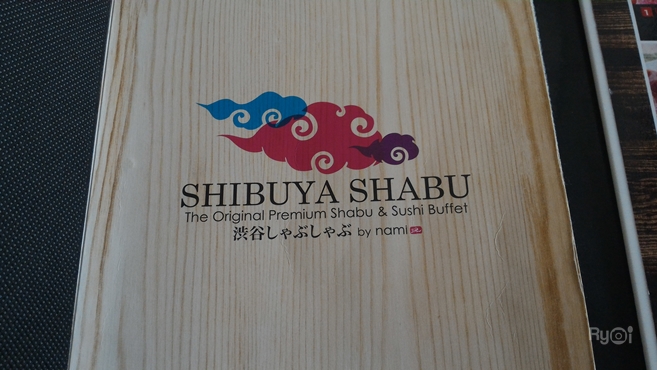 SHIBUYA SHABU
The Original Premium Shabu & Sushi Buffet
渋谷しゃぶしゃぶ by nami
Ryoi
1